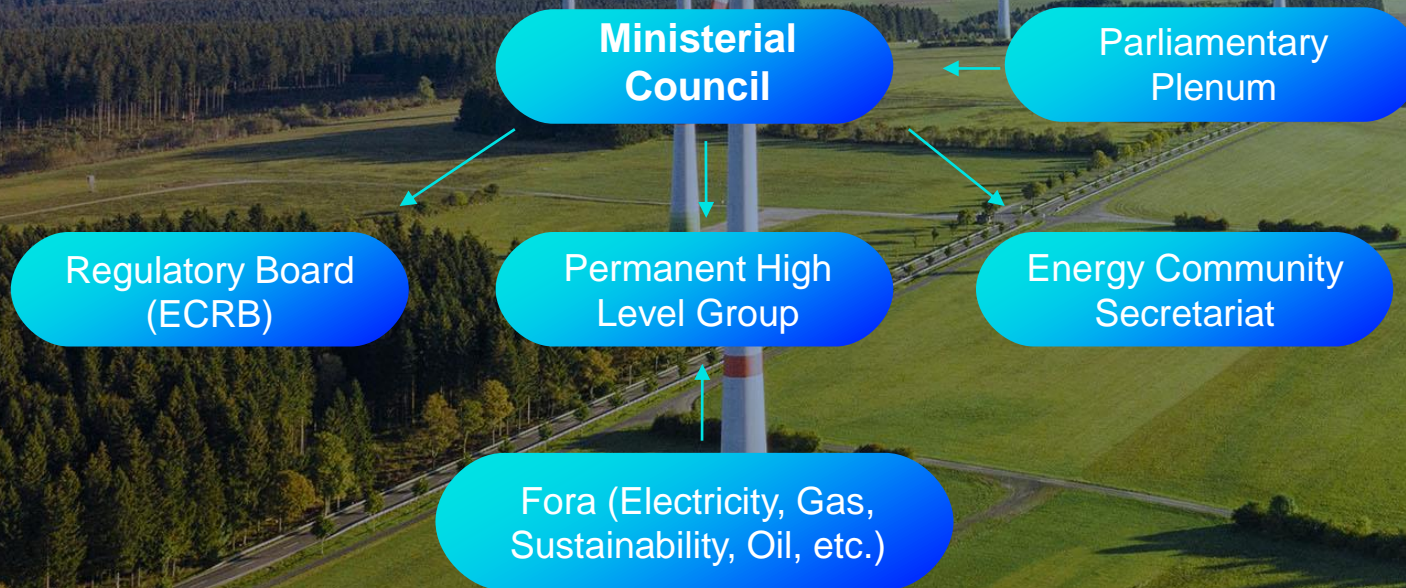 Ministerial
Council
Parliamentary
Plenum
Regulatory Board
(ECRB)
Permanent High
Level Group
Energy Community
Secretariat
Fora (Electricity, Gas,
Sustainability, Oil, etc.)